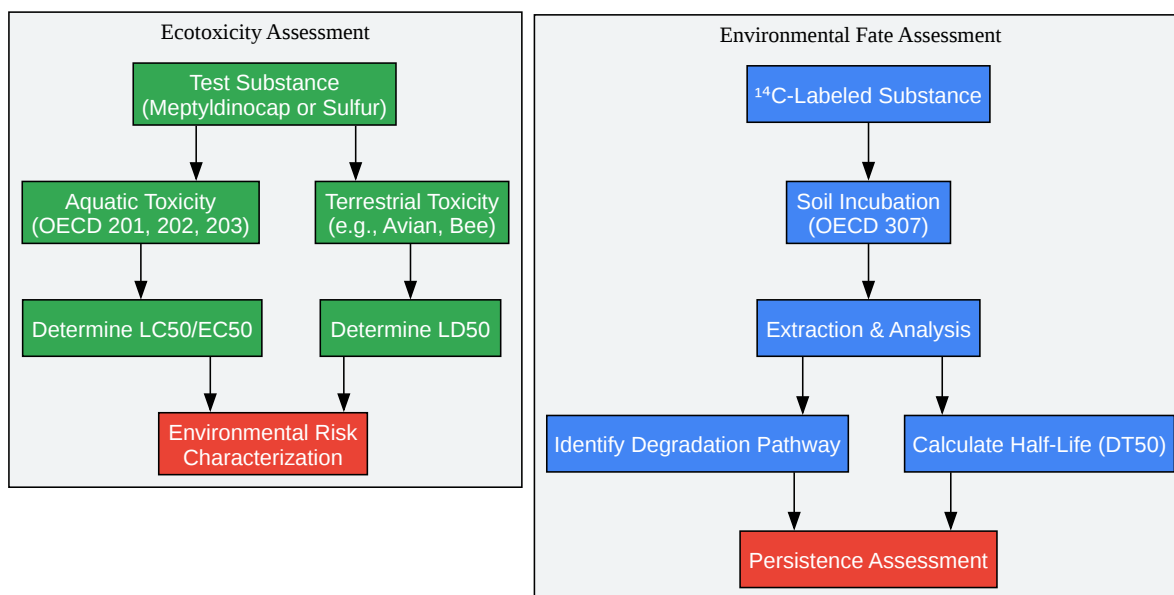 Ecotoxicity Assessment
Test Substance
(Meptyldinocap or Sulfur)
Aquatic Toxicity
(OECD 201, 202, 203)
Terrestrial Toxicity
(e.g., Avian, Bee)
Determine LC50/EC50
Determine LD50
Environmental Risk
Characterization
Environmental Fate Assessment
¹⁴C-Labeled Substance
Soil Incubation
(OECD 307)
Extraction & Analysis
Identify Degradation Pathway
Calculate Half-Life (DT50)
Persistence Assessment